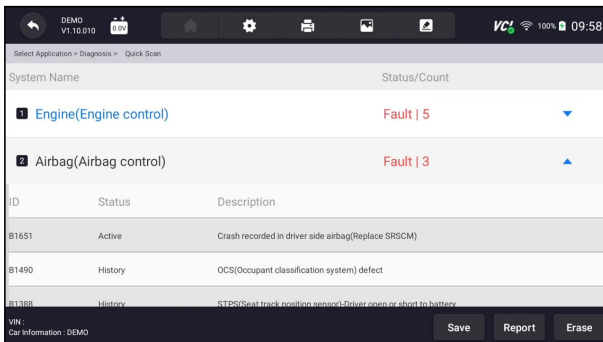 DEMO
V1.10.010
0.0V
VCI
100%
09:58
Select Application > Diagnosis > Quick Scan
System Name Status/Count
1 Engine(Engine control) Fault | 5
2 Airbag(Airbag control) Fault | 3
ID Status Description
B1651 Active Crash recorded in driver side airbag(Replace SRSCM)
B1490 History OCS(Occupant classification system) defect
B1388 History STPS(Seat track position sensor)-Driver open or short to battery
VIN :
Car Information : DEMO
Save Report Erase